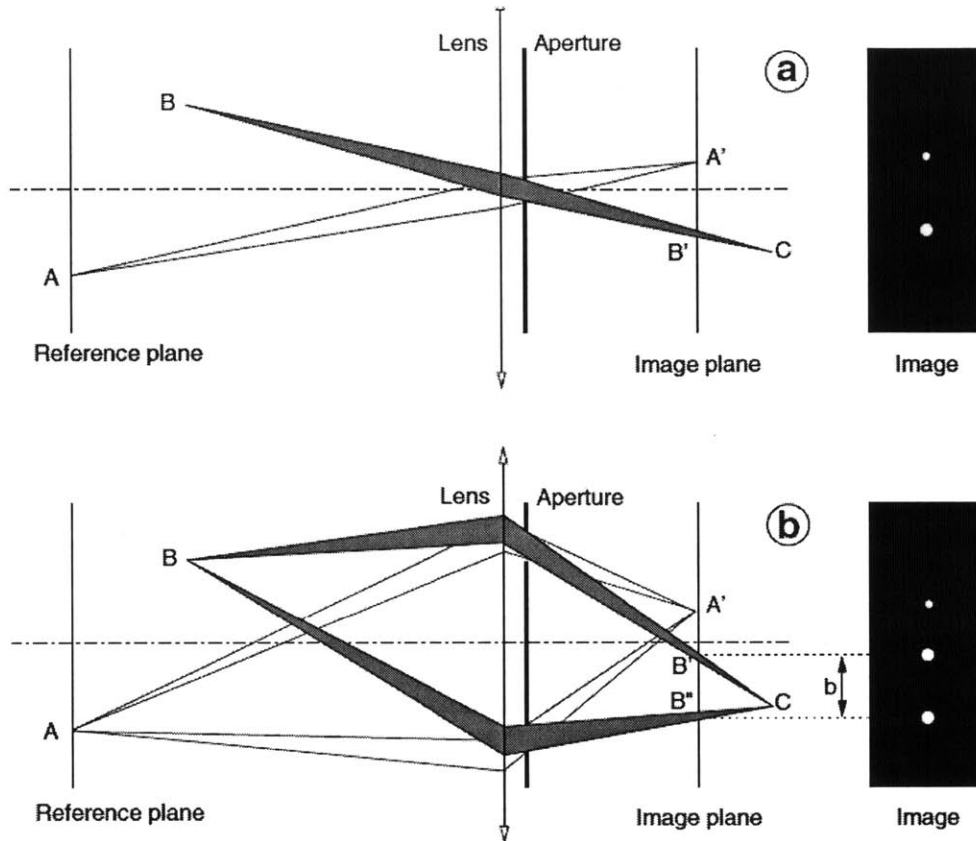 Lens Aperture
a
B
A'
A
B'
C
Reference plane
Image plane
Image
Lens Aperture
b
B
A'
B'
b
A
B"
C
Reference plane
Image plane
Image